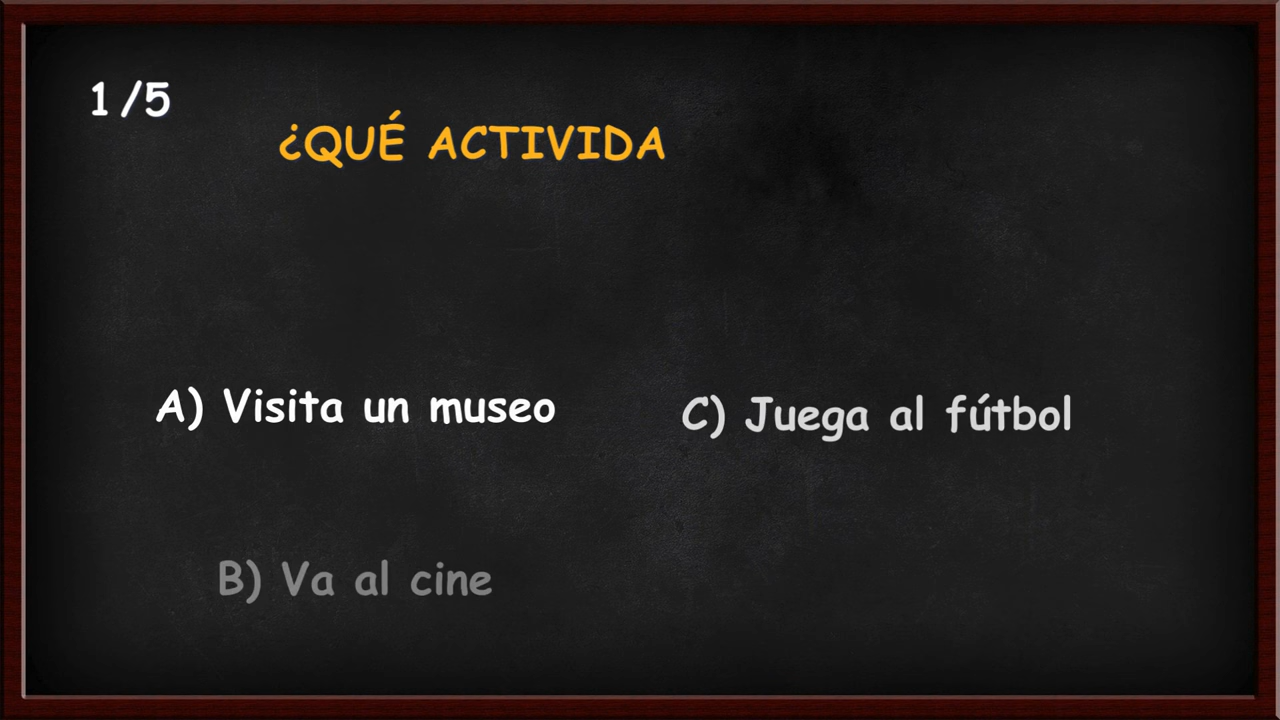 1/5
¿QUÉ ACTIVIDA
A) Visita un museo
C) Juega al fútbol
B) Va al cine